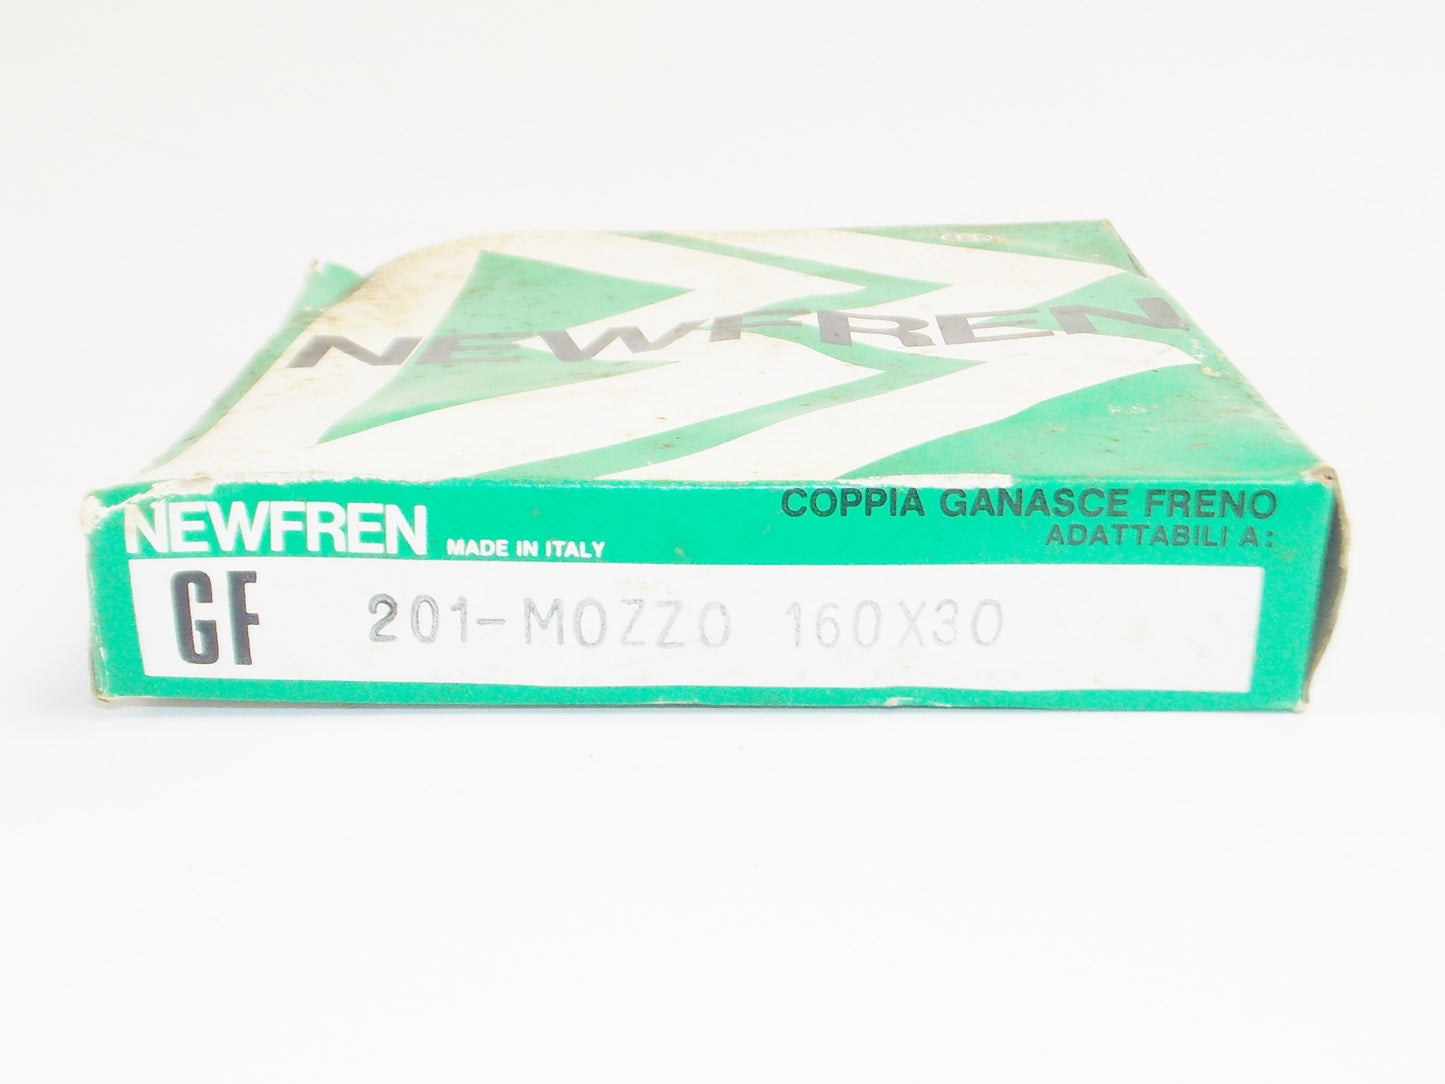 NEWFREN
NEWFREN MADE IN ITALY
COPPIA GANASCE FRENO
ADATTABILI A:
GF 201-MOZZO 160X30